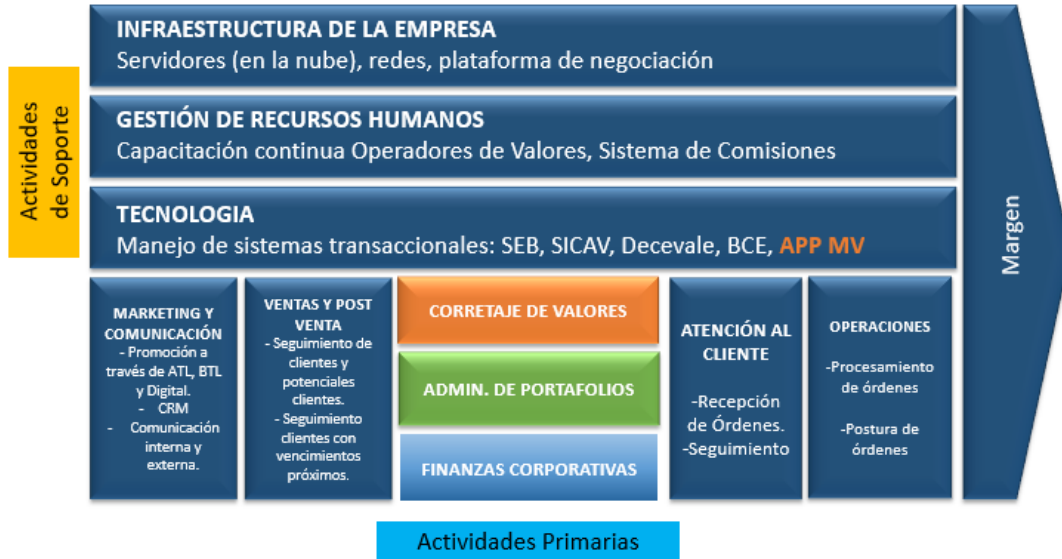 INFRAESTRUCTURA DE LA EMPRESA
Servidores (en la nube), redes, plataforma de negociación
Actividades
de Soporte
GESTIÓN DE RECURSOS HUMANOS
Capacitación continua Operadores de Valores, Sistema de Comisiones
TECNOLOGIA
Manejo de sistemas transaccionales: SEB, SICAV, Decevale, BCE, APP MV
Margen
MARKETING Y
COMUNICACIÓN
- Promoción a
través de ATL, BTL
y Digital.
- CRM
- Comunicación
interna y
externa.
VENTAS Y POST
VENTA
- Seguimiento de
clientes y
potenciales
clientes.
- Seguimiento
clientes con
vencimientos
próximos.
CORRETAJE DE VALORES
ADMIN. DE PORTAFOLIOS
FINANZAS CORPORATIVAS
ATENCIÓN AL
CLIENTE
-Recepción
de Órdenes.
-Seguimiento
OPERACIONES
-Procesamiento
de órdenes
-Postura de
órdenes
Actividades Primarias